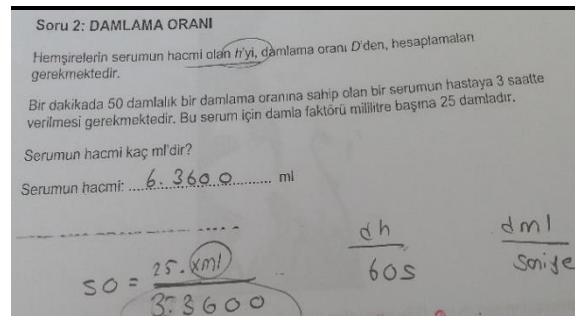 Soru 2: DAMLAMA ORANI
Hemşirelerin serumun hacmi olan h'yi, damlama oranı D'den, hesaplamaları
gerekmektedir.
Bir dakikada 50 damlalık bir damlama oranına sahip olan bir serumun hastaya 3 saatte
verilmesi gerekmektedir. Bu serum için damla faktörü mililitre başına 25 damladır.
Serumun hacmi kaç ml'dir?
Serumun hacmi: 6.3600 ml
50 = 25.xml / 3.3600
dh / 60s
dml / saniye